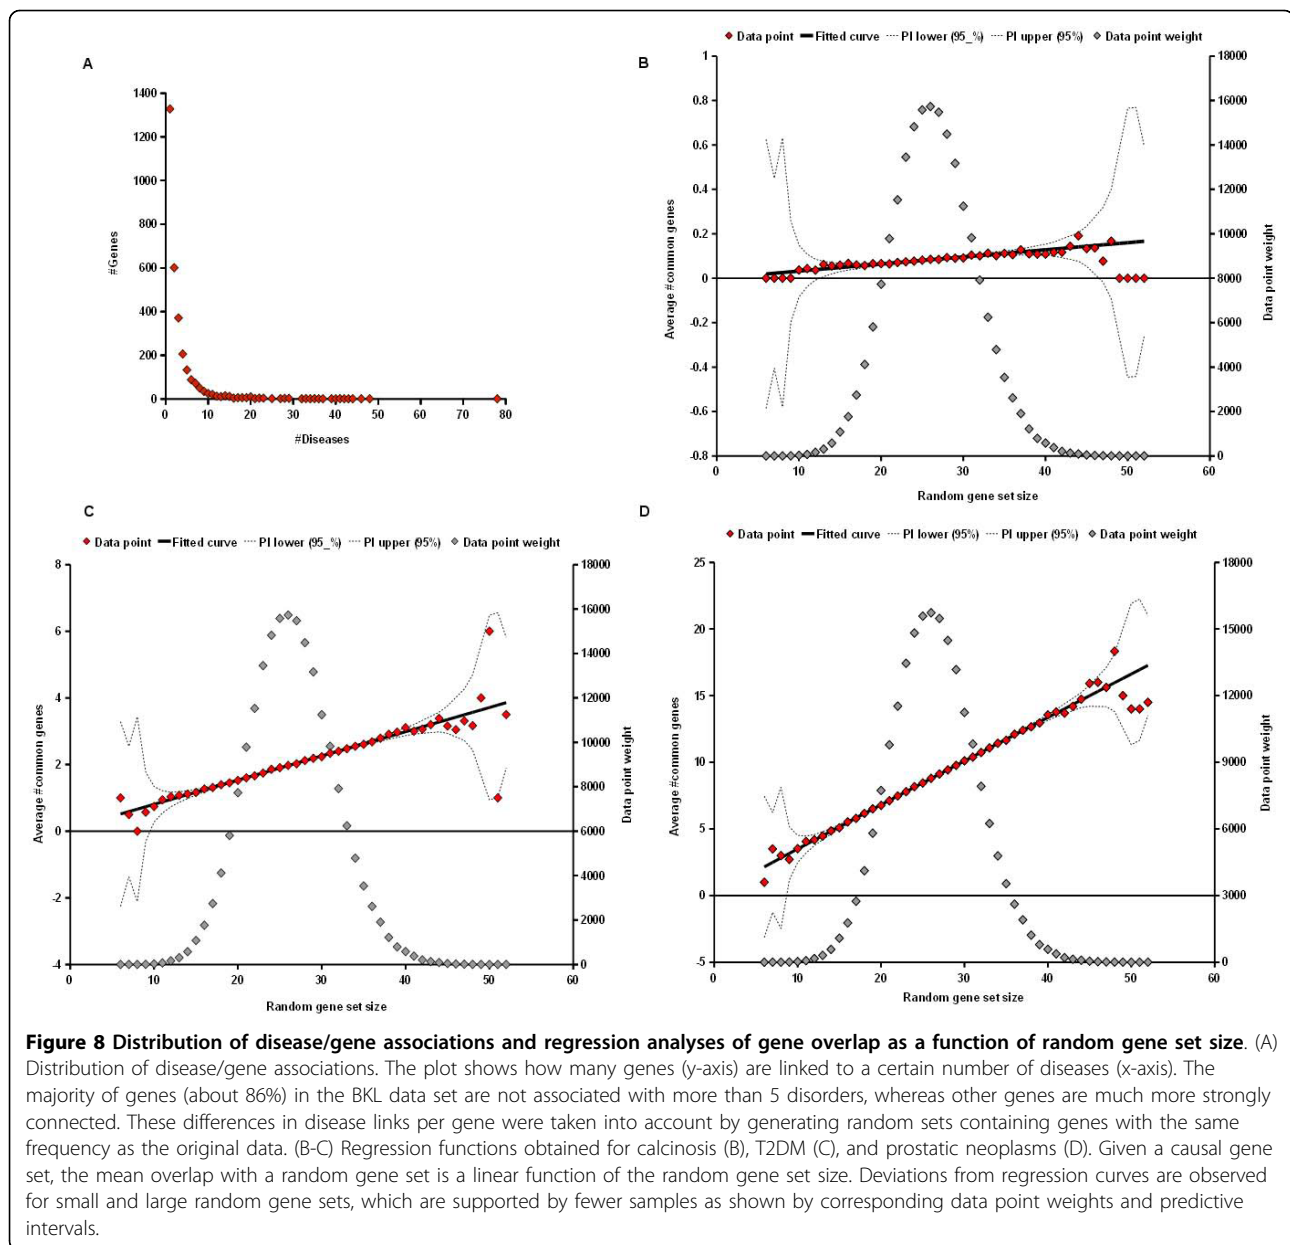 A
1400
1200
1000
800
600
400
200
0
0 10 20 30 40 50 60 70 80
#Genes
#Diseases
Data point Fitted curve PI lower (95_%) PI upper (95%) Data point weight
B
1
0.8
0.6
0.4
0.2
0
-0.2
-0.4
-0.6
-0.8
18000
16000
14000
12000
10000
8000
6000
4000
2000
0
0 10 20 30 40 50 60
Average #common genes
Data point weight
Random gene set size
C
Data point Fitted curve PI lower (95_%) PI upper (95%) Data point weight
8
6
4
2
0
-2
-4
18000
16000
14000
12000
10000
8000
6000
4000
2000
0
0 10 20 30 40 50 60
Average #common genes
Data point weight
Random gene set size
D
Data point Fitted curve PI lower (95%) PI upper (95%) Data point weight
25
20
15
10
5
0
-5
18000
15000
12000
9000
6000
3000
0
0 10 20 30 40 50 60
Average #common genes
Data point weight
Random gene set size
Figure 8 Distribution of disease/gene associations and regression analyses of gene overlap as a function of random gene set size. (A)
Distribution of disease/gene associations. The plot shows how many genes (y-axis) are linked to a certain number of diseases (x-axis). The
majority of genes (about 86%) in the BKL data set are not associated with more than 5 disorders, whereas other genes are much more strongly
connected. These differences in disease links per gene were taken into account by generating random sets containing genes with the same
frequency as the original data. (B-C) Regression functions obtained for calcinosis (B), T2DM (C), and prostatic neoplasms (D). Given a causal gene
set, the mean overlap with a random gene set is a linear function of the random gene set size. Deviations from regression curves are observed
for small and large random gene sets, which are supported by fewer samples as shown by corresponding data point weights and predictive
intervals.